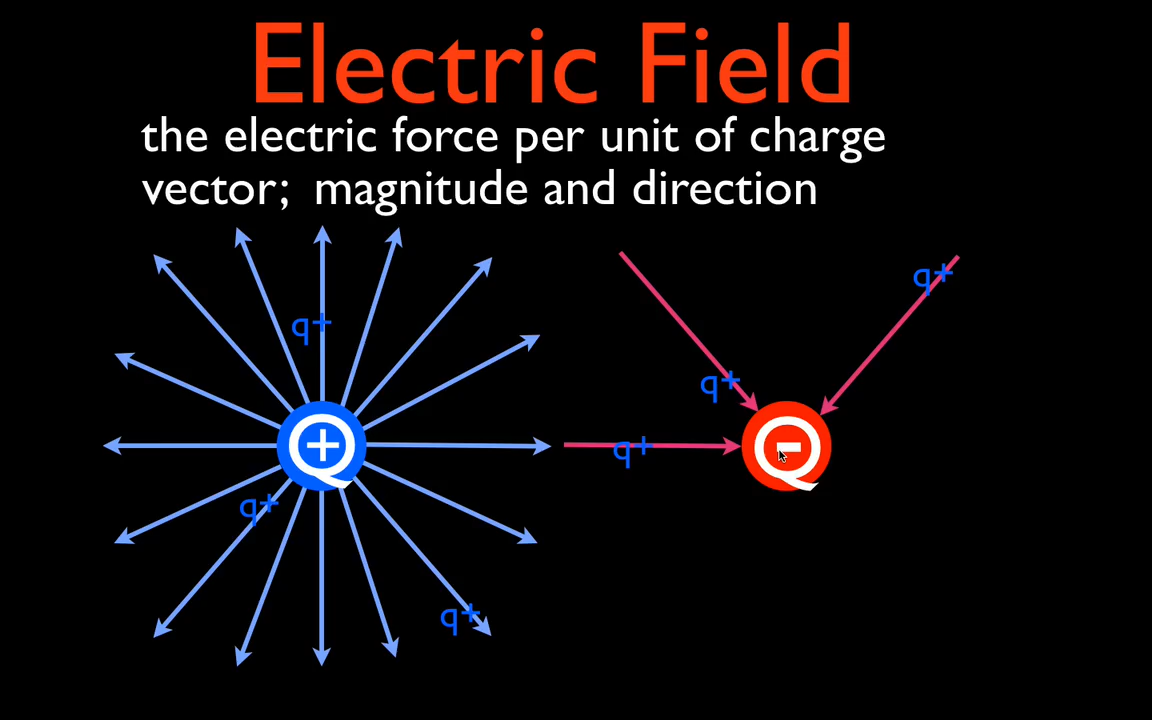 Electric Field
the electric force per unit of charge
vector; magnitude and direction
q+
q+
q+
q+
q+
q+
Q+
Q-